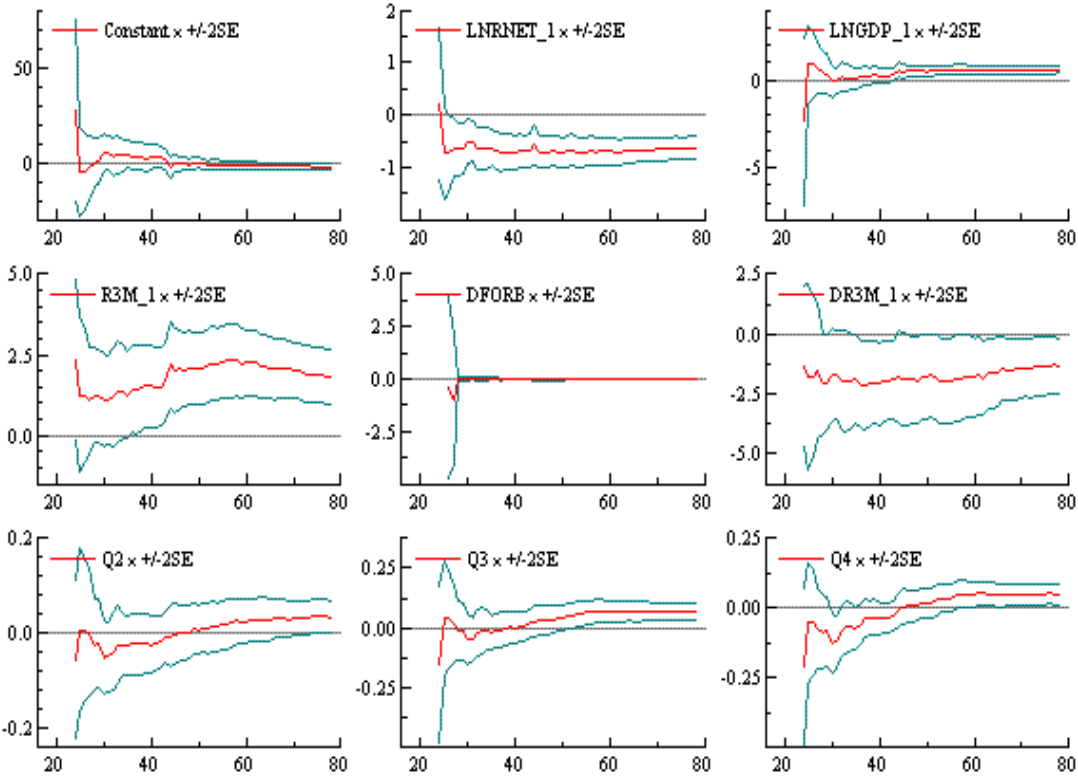 Constant × +/-2SE
50
0
20 40 60 80
LNRNET_1 × +/-2SE
2
1
0
-1
-2
20 40 60 80
LNGDP_1 × +/-2SE
0
-5
20 40 60 80
R3M_1 × +/-2SE
5.0
2.5
0.0
20 40 60 80
DFORB × +/-2SE
5.0
2.5
0.0
-2.5
20 40 60 80
DR3M_1 × +/-2SE
2.5
0.0
-2.5
-5.0
20 40 60 80
Q2 × +/-2SE
0.2
0.0
-0.2
20 40 60 80
Q3 × +/-2SE
0.25
0.00
-0.25
20 40 60 80
Q4 × +/-2SE
0.25
0.00
-0.25
20 40 60 80